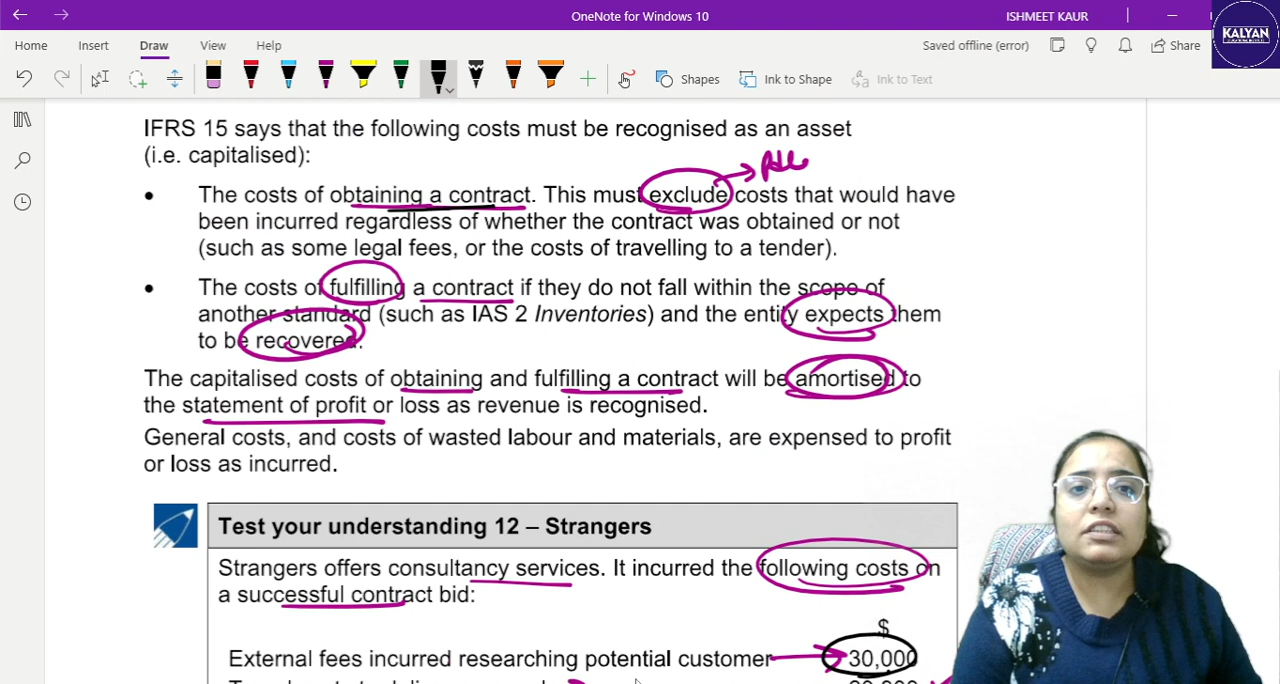 OneNote for Windows 10
ISHMEET KAUR
KALYAN
Home Insert Draw View Help
Saved offline (error)
Share
Shapes
Ink to Shape
Ink to Text
IFRS 15 says that the following costs must be recognised as an asset
(i.e. capitalised):
• The costs of obtaining a contract. This must exclude costs that would have
been incurred regardless of whether the contract was obtained or not
(such as some legal fees, or the costs of travelling to a tender).
• The costs of fulfilling a contract if they do not fall within the scope of
another standard (such as IAS 2 Inventories) and the entity expects them
to be recovered.
The capitalised costs of obtaining and fulfilling a contract will be amortised to
the statement of profit or loss as revenue is recognised.
General costs, and costs of wasted labour and materials, are expensed to profit
or loss as incurred.
Test your understanding 12 – Strangers
Strangers offers consultancy services. It incurred the following costs on
a successful contract bid:
$
External fees incurred researching potential customer 30,000